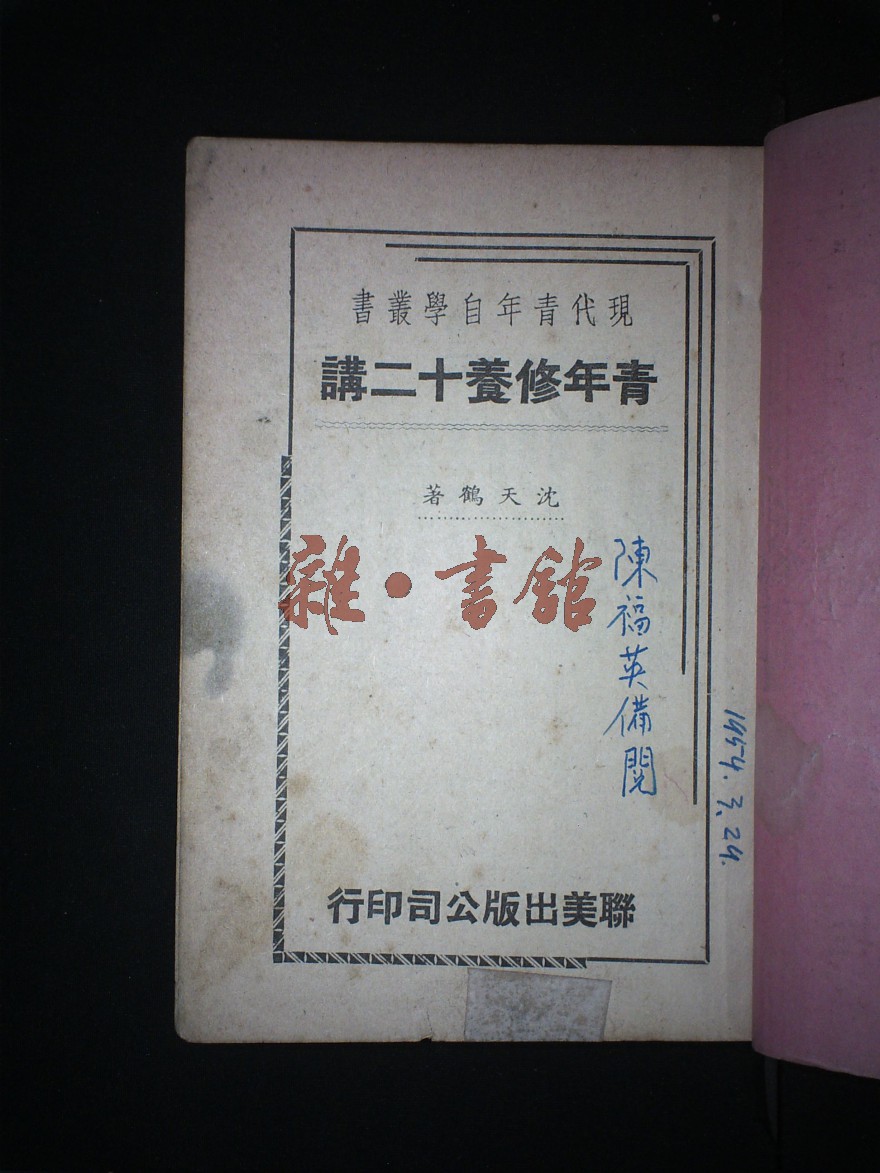 現代青年自學叢書
青年修養十二講
沈天鶴著
雜·書館
陳福英備閱
1954.3.24.
聯美出版公司印行